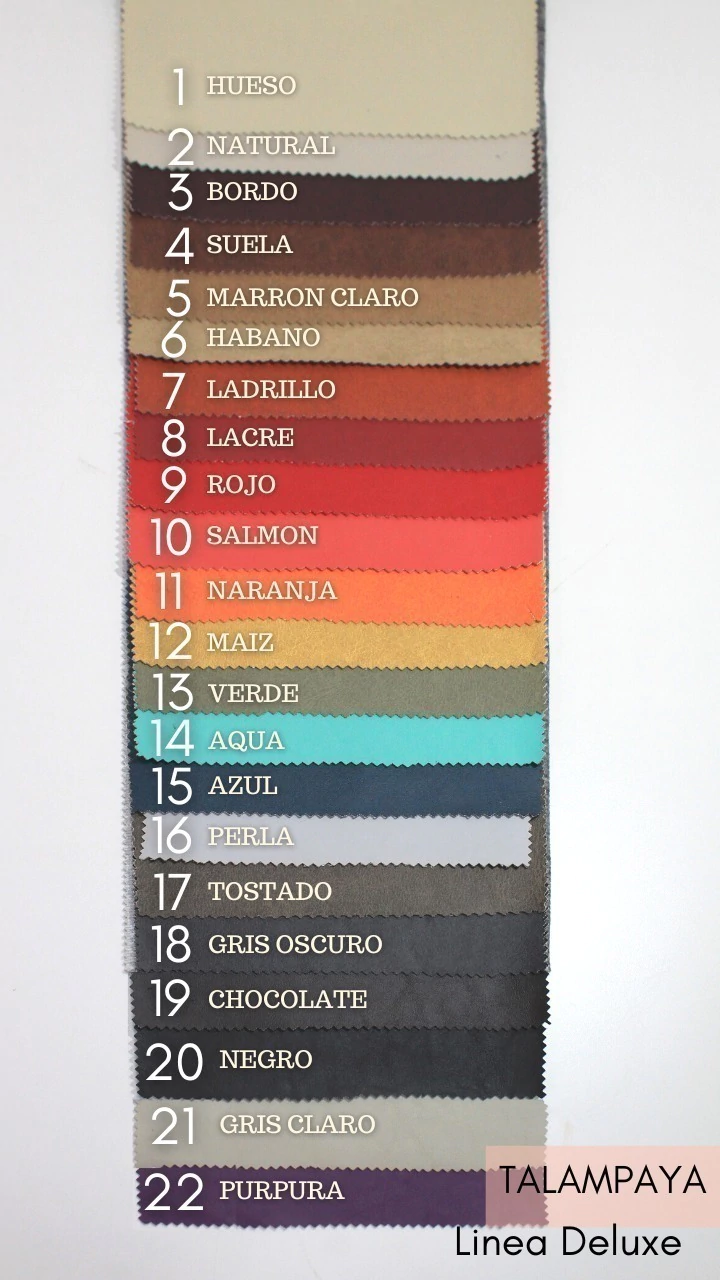 1 HUESO
2 NATURAL
3 BORDO
4 SUELA
5 MARRON CLARO
6 HABANO
7 LADRILLO
8 LACRE
9 ROJO
10 SALMON
11 NARANJA
12 MAIZ
13 VERDE
14 AQUA
15 AZUL
16 PERLA
17 TOSTADO
18 GRIS OSCURO
19 CHOCOLATE
20 NEGRO
21 GRIS CLARO
22 PURPURA
TALAMPAYA
Linea Deluxe